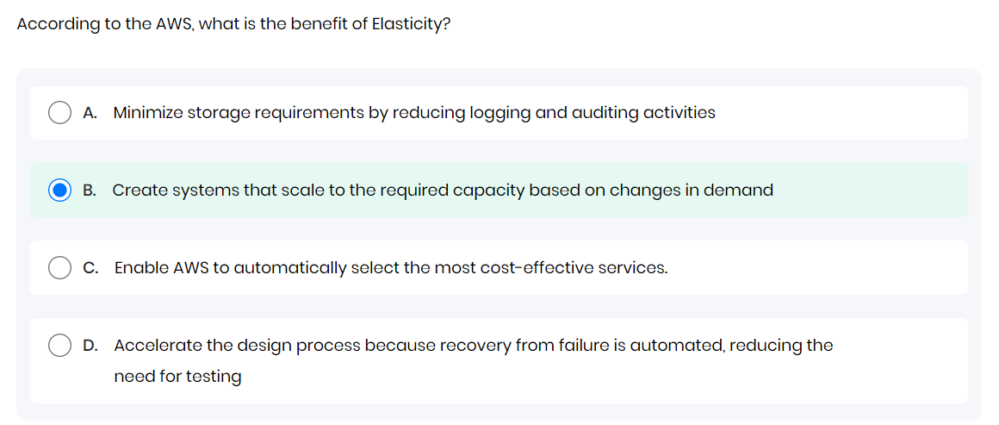 According to the AWS, what is the benefit of Elasticity?
A. Minimize storage requirements by reducing logging and auditing activities
B. Create systems that scale to the required capacity based on changes in demand
C. Enable AWS to automatically select the most cost-effective services.
D. Accelerate the design process because recovery from failure is automated, reducing the
need for testing